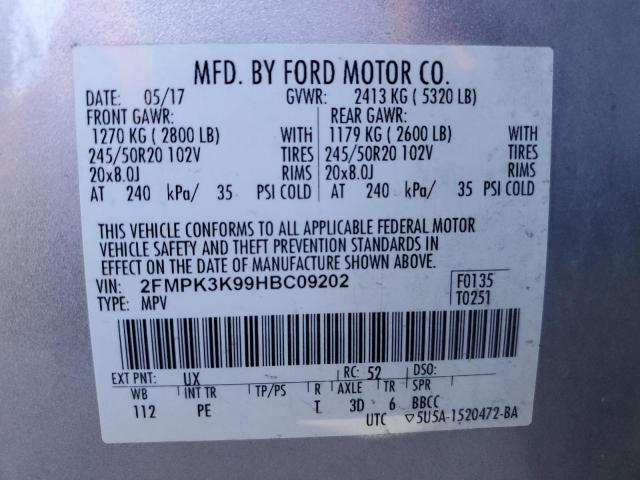 MFD. BY FORD MOTOR CO.
DATE: 05/17 GVWR: 2413 KG ( 5320 LB)
FRONT GAWR: REAR GAWR:
1270 KG ( 2800 LB) WITH 1179 KG ( 2600 LB) WITH
245/50R20 102V TIRES 245/50R20 102V TIRES
20x8.0J RIMS 20x8.0J RIMS
AT 240 kPa/ 35 PSI COLD AT 240 kPa/ 35 PSI COLD
THIS VEHICLE CONFORMS TO ALL APPLICABLE FEDERAL MOTOR
VEHICLE SAFETY AND THEFT PREVENTION STANDARDS IN
EFFECT ON THE DATE OF MANUFACTURE SHOWN ABOVE.
VIN: 2FMPK3K99HBC09202 F0135
TYPE: MPV T0251
EXT PNT: UX RC: 52 DSO:
WB INT TR TP/PS R AXLE TR SPR
112 PE T 3D 6 BBCC
UTC ▽5U5A-1520472-BA